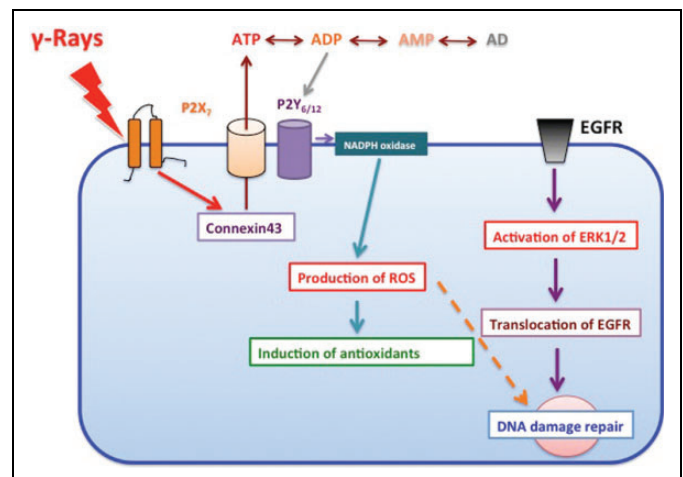 γ-Rays
ATP ADP AMP AD
P2X7
P2Y6/12
EGFR
NADPH oxidase
Connexin43
Activation of ERK1/2
Production of ROS
Translocation of EGFR
Induction of antioxidants
DNA damage repair